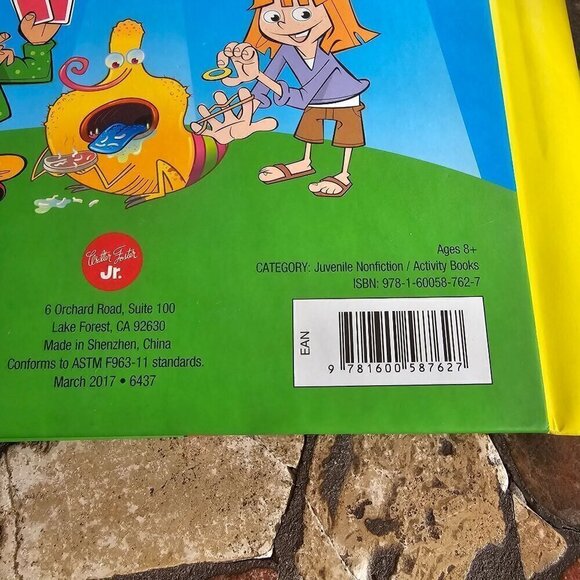 Walter Foster
Jr.
6 Orchard Road, Suite 100
Lake Forest, CA 92630
Made in Shenzhen, China
Conforms to ASTM F963-11 standards.
March 2017 • 6437
Ages 8+
CATEGORY: Juvenile Nonfiction / Activity Books
ISBN: 978-1-60058-762-7
EAN
9 781600 587627